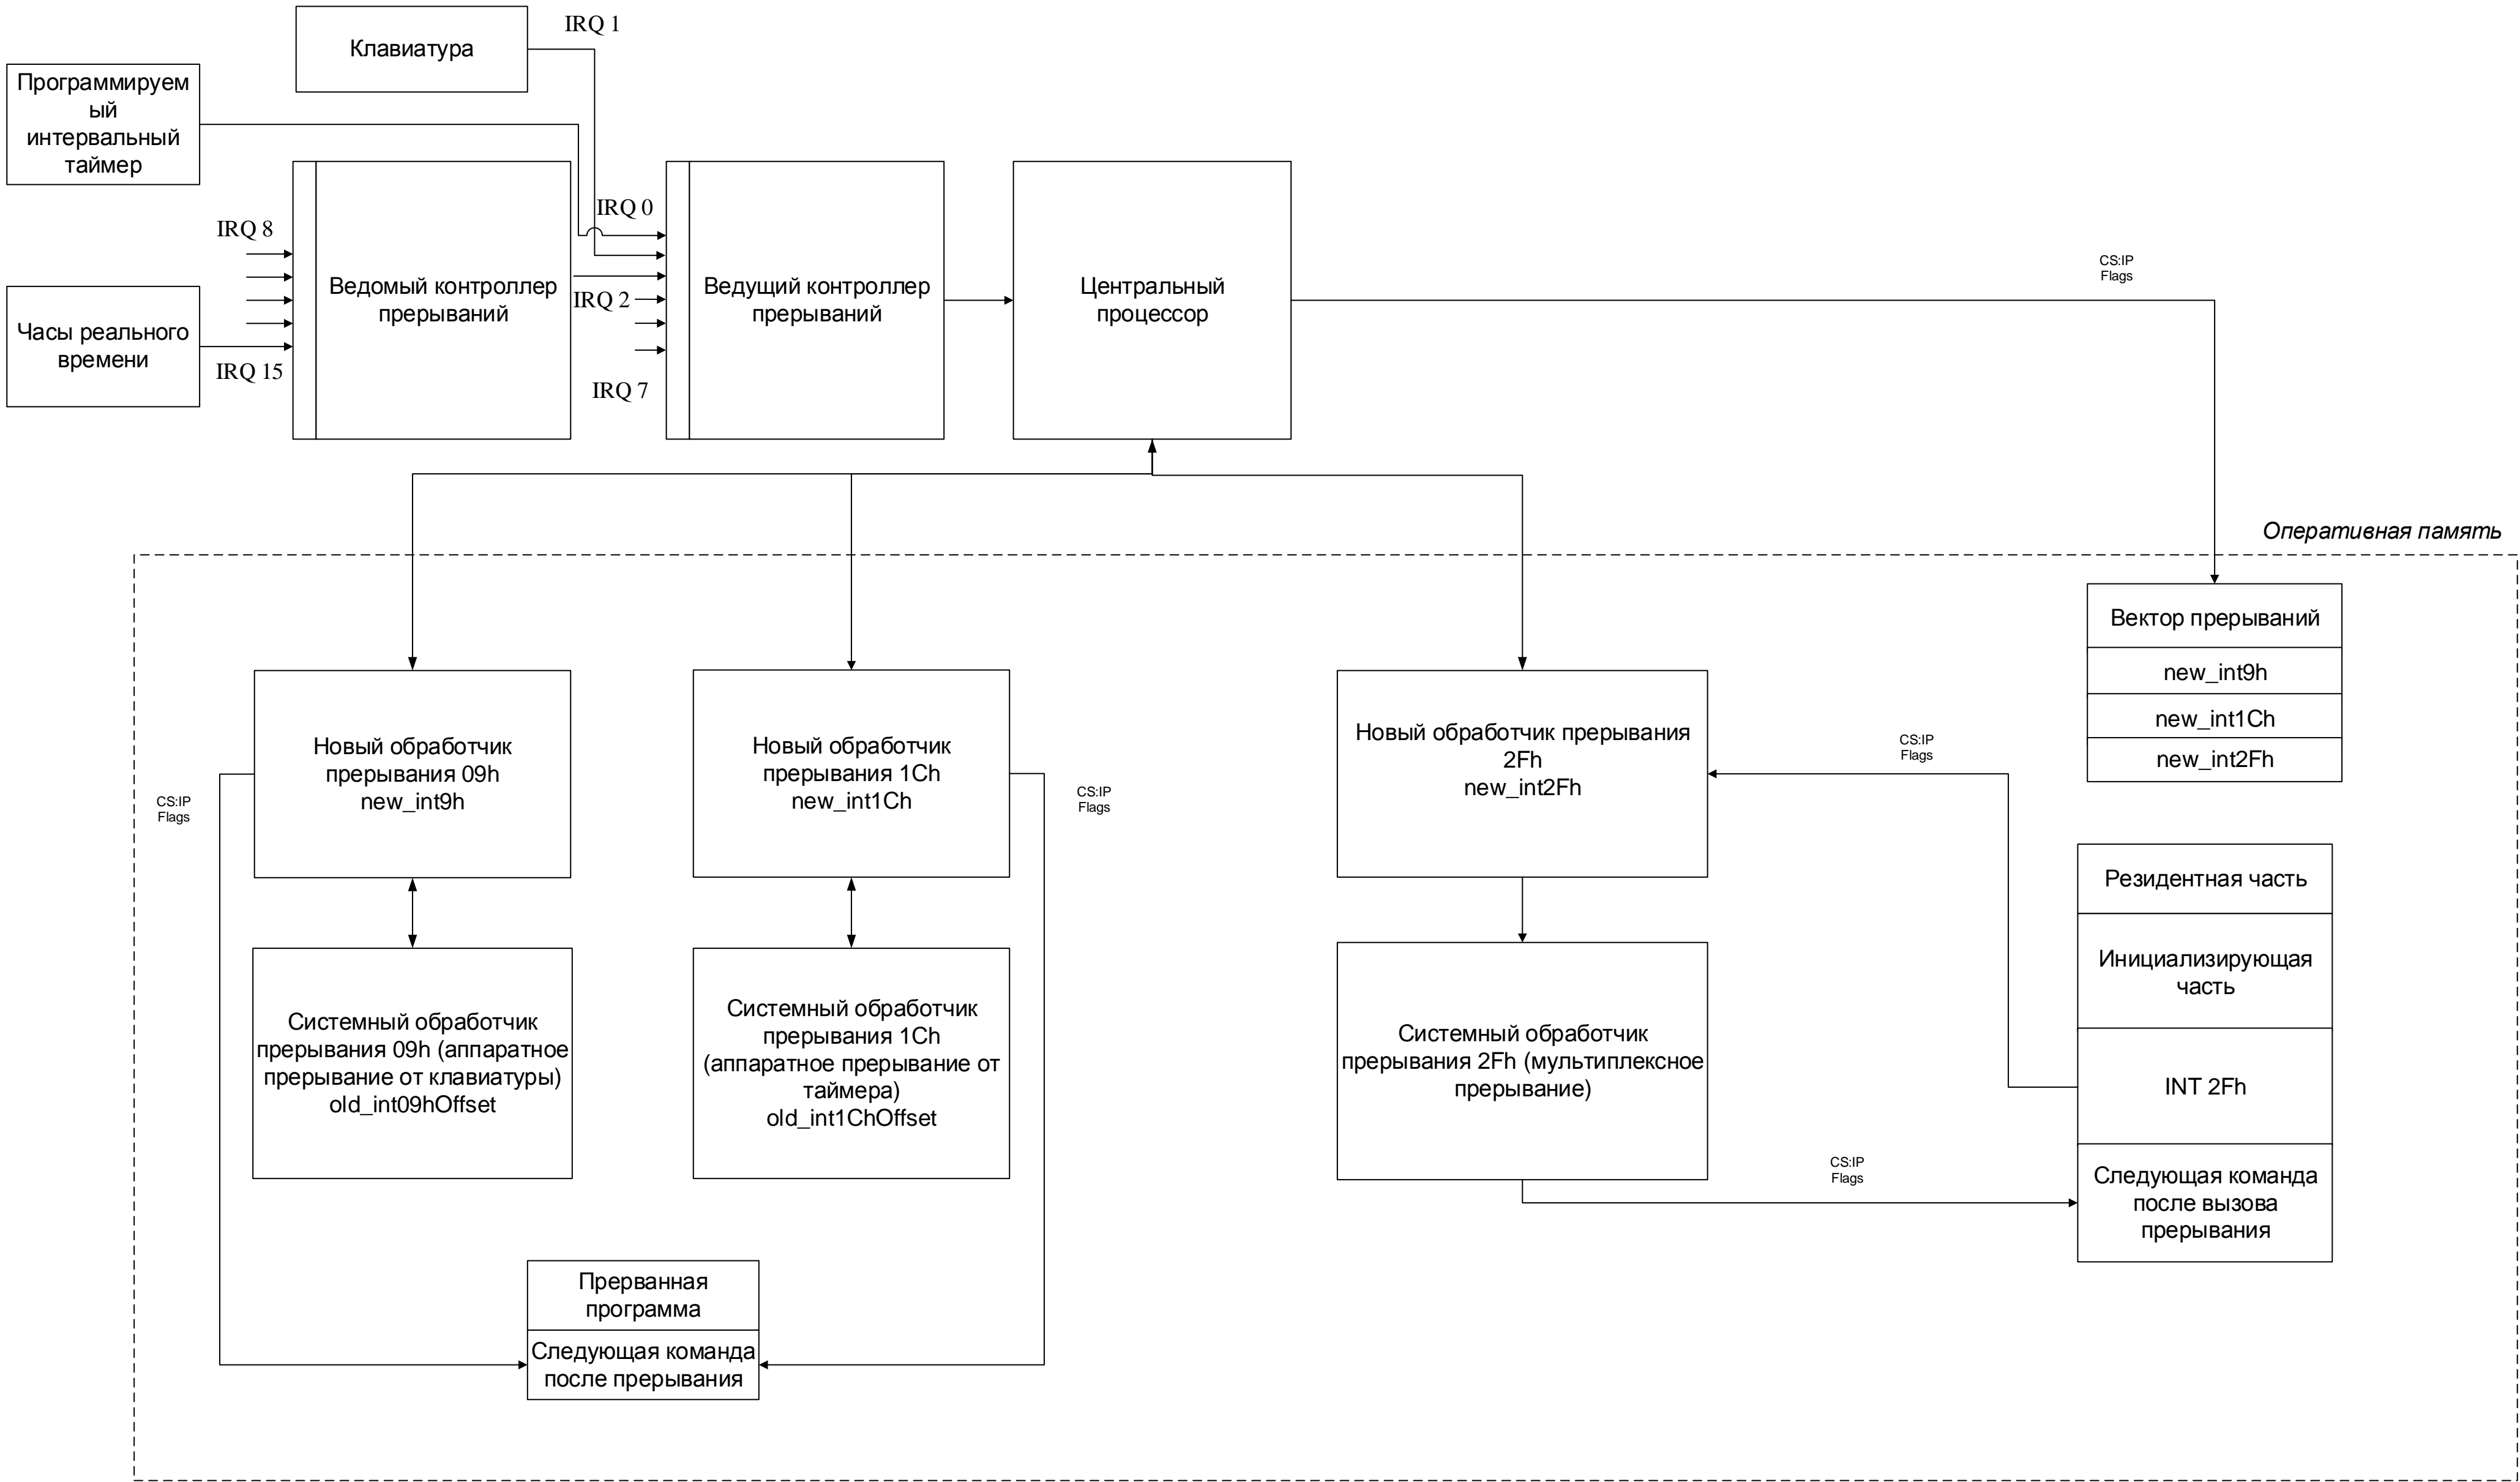 Клавиатура
IRQ 1
Программируем
ый
интервальный
таймер
IRQ 0
IRQ 8
Ведомый контроллер
прерываний
IRQ 2
Ведущий контроллер
прерываний
Центральный
процессор
CS:IP
Flags
Часы реального
времени
IRQ 15
IRQ 7
Оперативная память
Вектор прерываний
new_int9h
new_int1Ch
new_int2Fh
Новый обработчик
прерывания 09h
new_int9h
Новый обработчик
прерывания 1Ch
new_int1Ch
Новый обработчик прерывания
2Fh
new_int2Fh
CS:IP
Flags
CS:IP
Flags
CS:IP
Flags
Резидентная часть
Инициализирующая
часть
INT 2Fh
Следующая команда
после вызова
прерывания
Системный обработчик
прерывания 09h (аппаратное
прерывание от клавиатуры)
old_int09hOffset
Системный обработчик
прерывания 1Ch
(аппаратное прерывание от
таймера)
old_int1ChOffset
Системный обработчик
прерывания 2Fh (мультиплексное
прерывание)
CS:IP
Flags
Прерванная
программа
Следующая команда
после прерывания